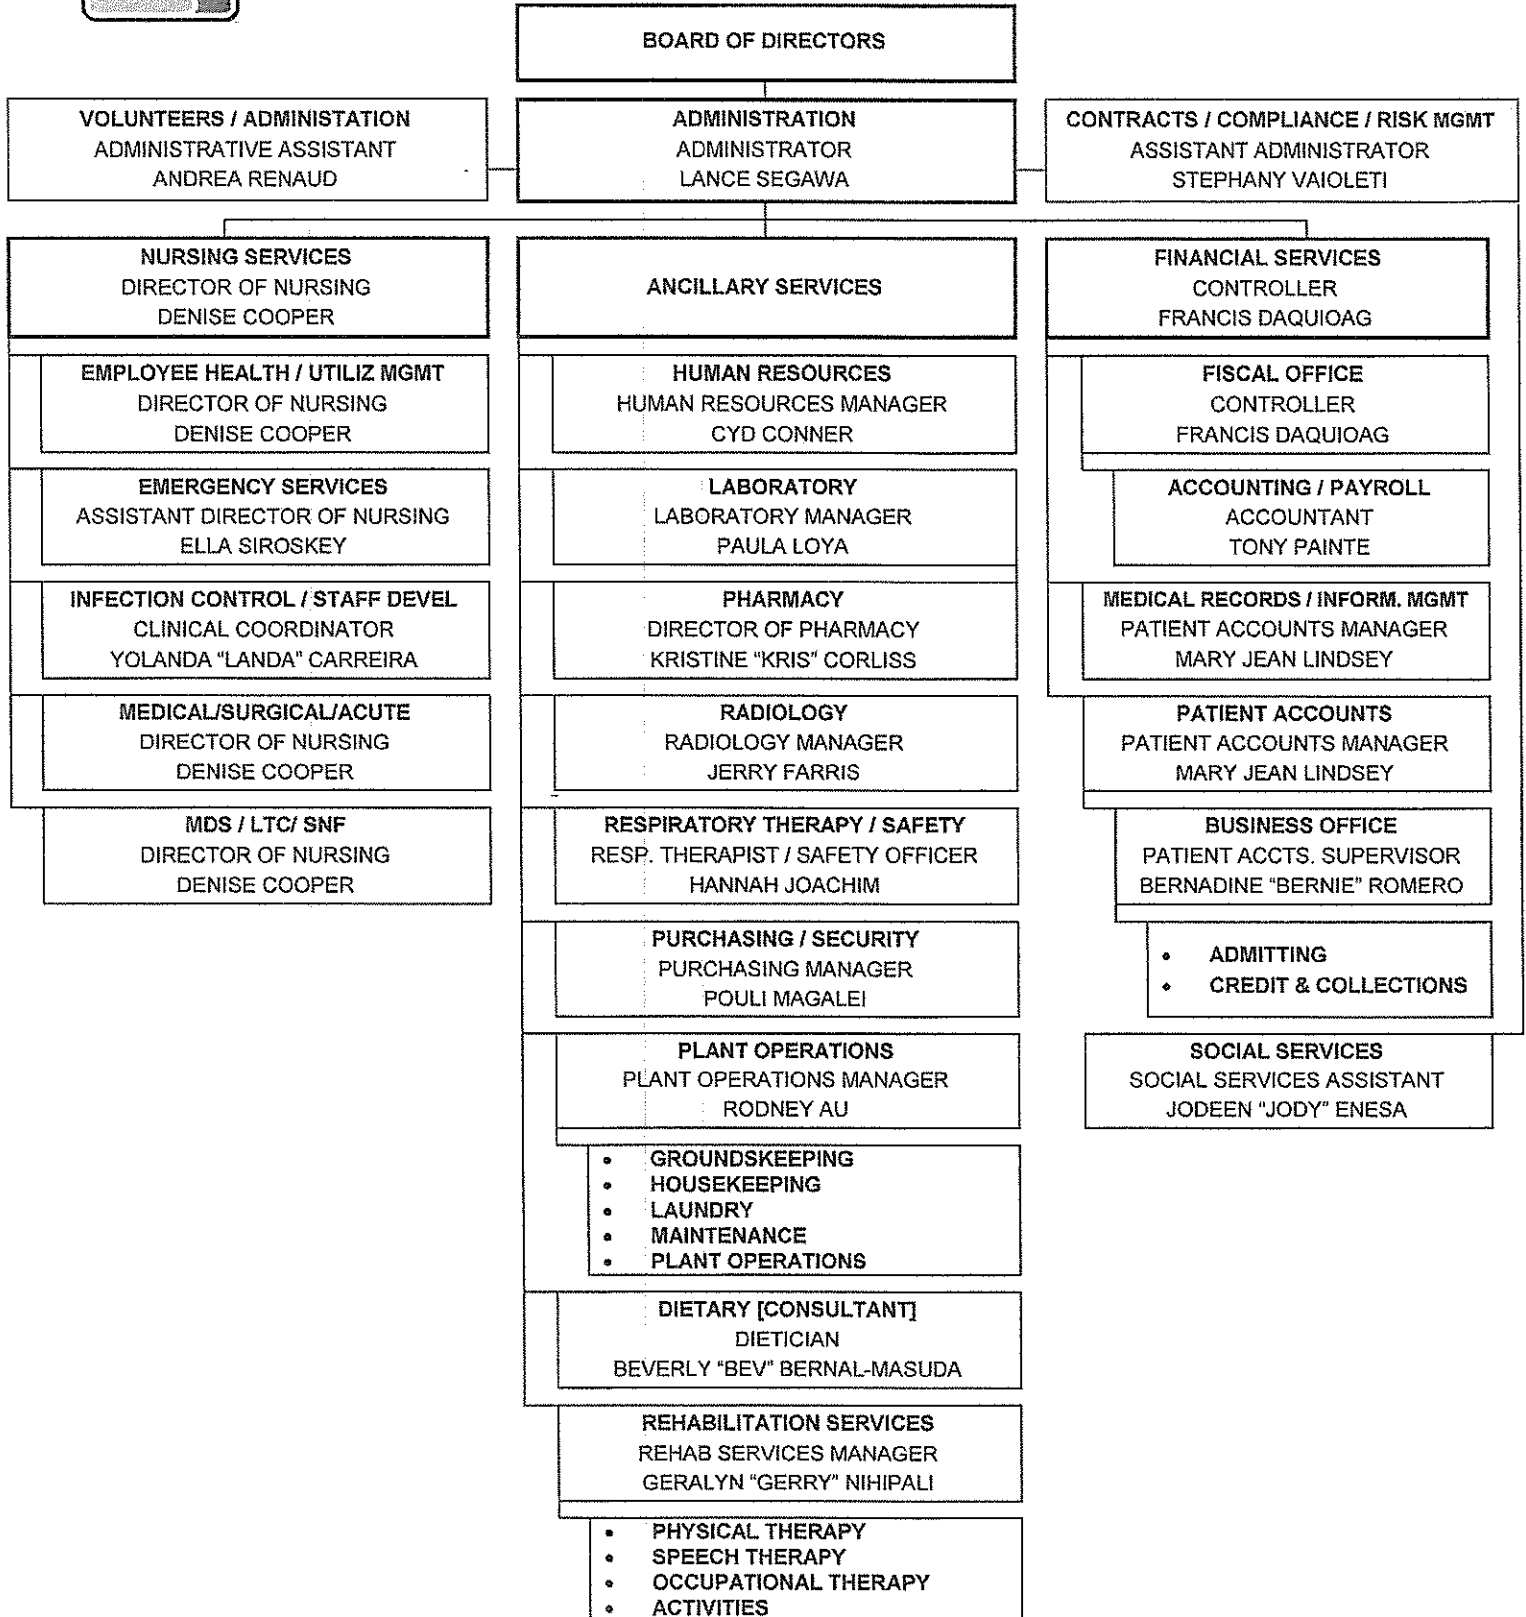 BOARD OF DIRECTORS
VOLUNTEERS / ADMINISTATION
ADMINISTRATIVE ASSISTANT
ANDREA RENAUD
ADMINISTRATION
ADMINISTRATOR
LANCE SEGAWA
CONTRACTS / COMPLIANCE / RISK MGMT
ASSISTANT ADMINISTRATOR
STEPHANY VAIOLETI
NURSING SERVICES
DIRECTOR OF NURSING
DENISE COOPER
EMPLOYEE HEALTH / UTILIZ MGMT
DIRECTOR OF NURSING
DENISE COOPER
EMERGENCY SERVICES
ASSISTANT DIRECTOR OF NURSING
ELLA SIROSKEY
INFECTION CONTROL / STAFF DEVEL
CLINICAL COORDINATOR
YOLANDA "LANDA" CARREIRA
MEDICAL/SURGICAL/ACUTE
DIRECTOR OF NURSING
DENISE COOPER
MDS / LTC/ SNF
DIRECTOR OF NURSING
DENISE COOPER
ANCILLARY SERVICES
HUMAN RESOURCES
HUMAN RESOURCES MANAGER
CYD CONNER
LABORATORY
LABORATORY MANAGER
PAULA LOYA
PHARMACY
DIRECTOR OF PHARMACY
KRISTINE "KRIS" CORLISS
RADIOLOGY
RADIOLOGY MANAGER
JERRY FARRIS
RESPIRATORY THERAPY / SAFETY
RESP. THERAPIST / SAFETY OFFICER
HANNAH JOACHIM
PURCHASING / SECURITY
PURCHASING MANAGER
POULI MAGALEI
PLANT OPERATIONS
PLANT OPERATIONS MANAGER
RODNEY AU
• GROUNDSKEEPING
• HOUSEKEEPING
• LAUNDRY
• MAINTENANCE
• PLANT OPERATIONS
DIETARY [CONSULTANT]
DIETICIAN
BEVERLY "BEV" BERNAL-MASUDA
REHABILITATION SERVICES
REHAB SERVICES MANAGER
GERALYN "GERRY" NIHIPALI
• PHYSICAL THERAPY
• SPEECH THERAPY
• OCCUPATIONAL THERAPY
• ACTIVITIES
FINANCIAL SERVICES
CONTROLLER
FRANCIS DAQUIOAG
FISCAL OFFICE
CONTROLLER
FRANCIS DAQUIOAG
ACCOUNTING / PAYROLL
ACCOUNTANT
TONY PAINTE
MEDICAL RECORDS / INFORM. MGMT
PATIENT ACCOUNTS MANAGER
MARY JEAN LINDSEY
PATIENT ACCOUNTS
PATIENT ACCOUNTS MANAGER
MARY JEAN LINDSEY
BUSINESS OFFICE
PATIENT ACCTS. SUPERVISOR
BERNADINE "BERNIE" ROMERO
• ADMITTING
• CREDIT & COLLECTIONS
SOCIAL SERVICES
SOCIAL SERVICES ASSISTANT
JODEEN "JODY" ENESA